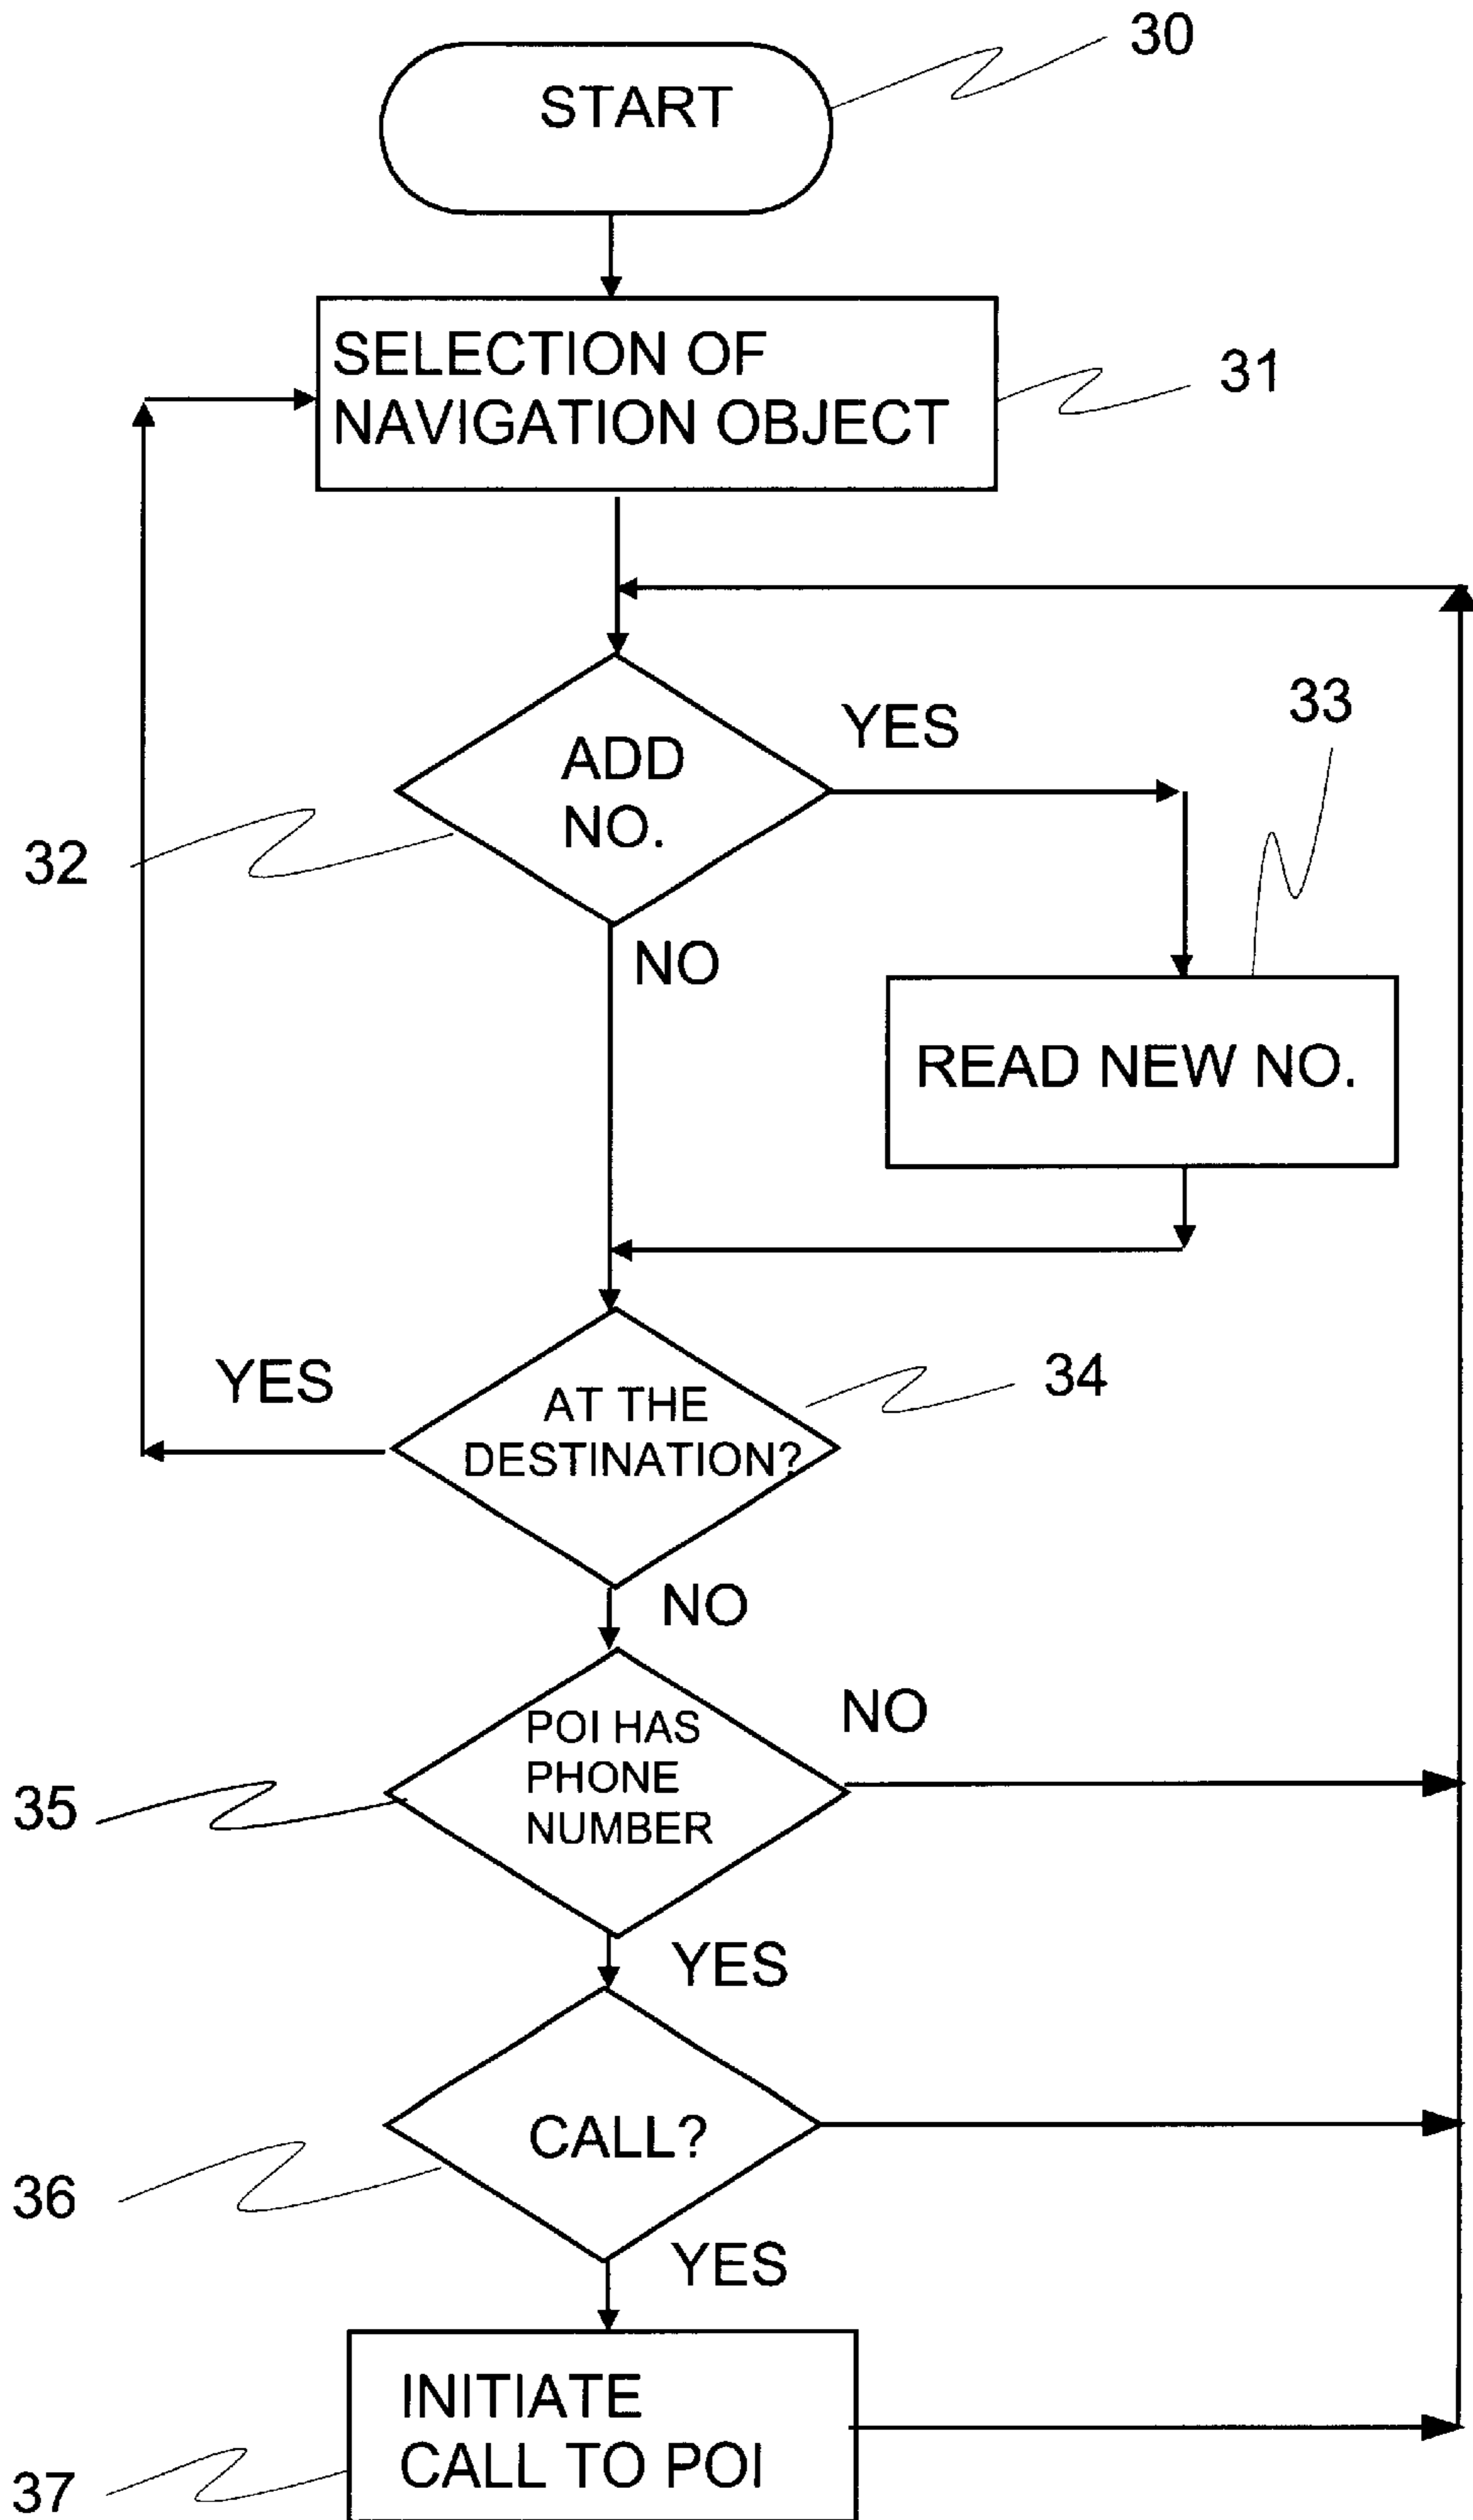 30
START
SELECTION OF
NAVIGATION OBJECT
31
33
YES
ADD
NO.
32
NO
READ NEW NO.
YES
34
AT THE
DESTINATION?
NO
NO
POI HAS
PHONE
NUMBER
35
YES
CALL?
36
YES
INITIATE
CALL TO POI
37